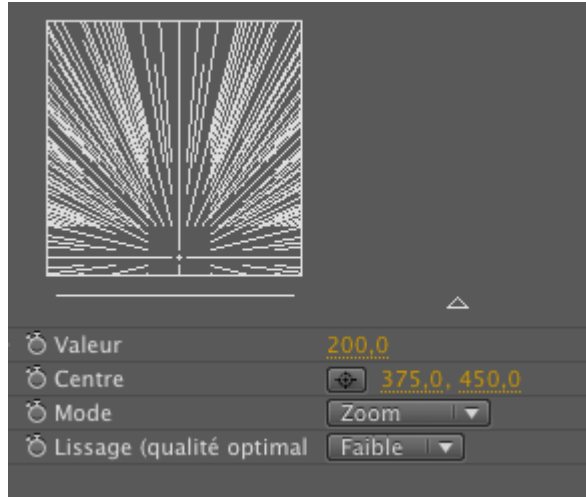 Valeur 200,0
Centre 375,0, 450,0
Mode Zoom
Lissage (qualité optimal Faible